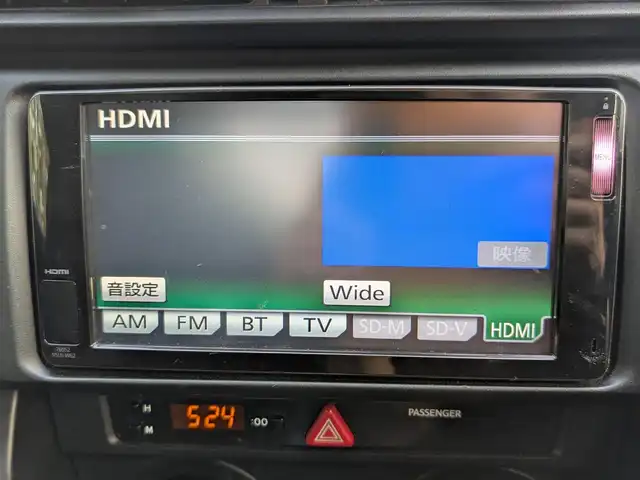 HDMI
MENU
HDMI
映像
音設定
Wide
AM FM BT TV SD-M SD-V HDMI
H
5:24 :00
M
PASSENGER